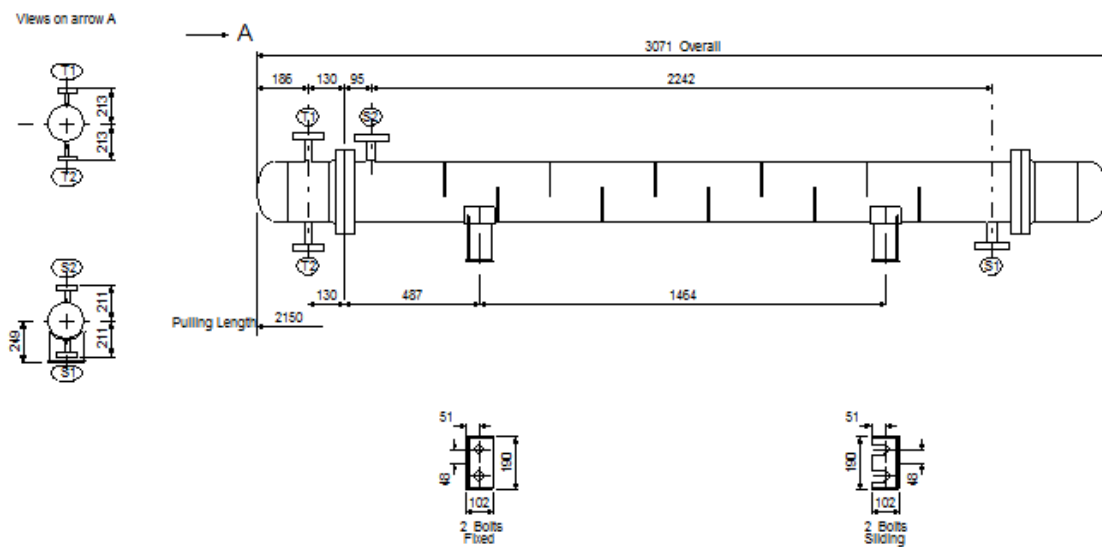 Views on arrow A
A
3071 Overall
186
130
95
2242
T1
213
213
T2
T1
S2
T2
S1
S2
211
249
211
S1
130
487
1464
Pulling Length
2150
51
190
48
102
2 Bolts
Fixed
51
190
48
102
2 Bolts
Sliding